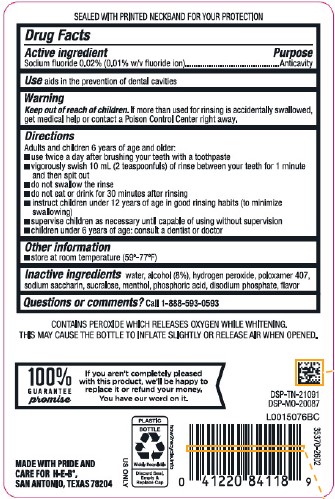 SEALED WITH PRINTED NECKBAND FOR YOUR PROTECTION
Drug Facts
Active ingredient Purpose
Sodium fluoride 0.02% (0.01% w/v fluoride ion)..........Anticavity
Use aids in the prevention of dental cavities
Warning
Keep out of reach of children. If more than used for rinsing is accidentally swallowed,
get medical help or contact a Poison Control Center right away.
Directions
Adults and children 6 years of age and older:
■ use twice a day after brushing your teeth with a toothpaste
■ vigorously swish 10 mL (2 teaspoonfuls) of rinse between your teeth for 1 minute
and then spit out
■ do not swallow the rinse
■ do not eat or drink for 30 minutes after rinsing
■ instruct children under 12 years of age in good rinsing habits (to minimize
swallowing)
■ supervise children as necessary until capable of using without supervision
■ children under 6 years of age: consult a dentist or doctor
Other information
■ store at room temperature (59°-77°F)
Inactive ingredients water, alcohol (8%), hydrogen peroxide, poloxamer 407,
sodium saccharin, sucralose, menthol, phosphoric acid, disodium phosphate, flavor
Questions or comments? Call 1-888-593-0593
CONTAINS PEROXIDE WHICH RELEASES OXYGEN WHILE WHITENING.
THIS MAY CAUSE THE BOTTLE TO INFLATE SLIGHTLY OR RELEASE AIR WHEN OPENED.
100%
GUARANTEE
promise
If you aren't completely pleased
with this product, we'll be happy to
replace it or refund your money.
You have our word on it.
DSP-TN-21091
DSP-MO-20087
L0015076BC
MADE WITH PRIDE AND
CARE FOR H-E-B®,
SAN ANTONIO, TEXAS 78204
US ONLY
PLASTIC
BOTTLE
Widely Recyclable
Discard Seal,
Empty &
Replace Cap
how2recycle.info
0 41220 84118 9